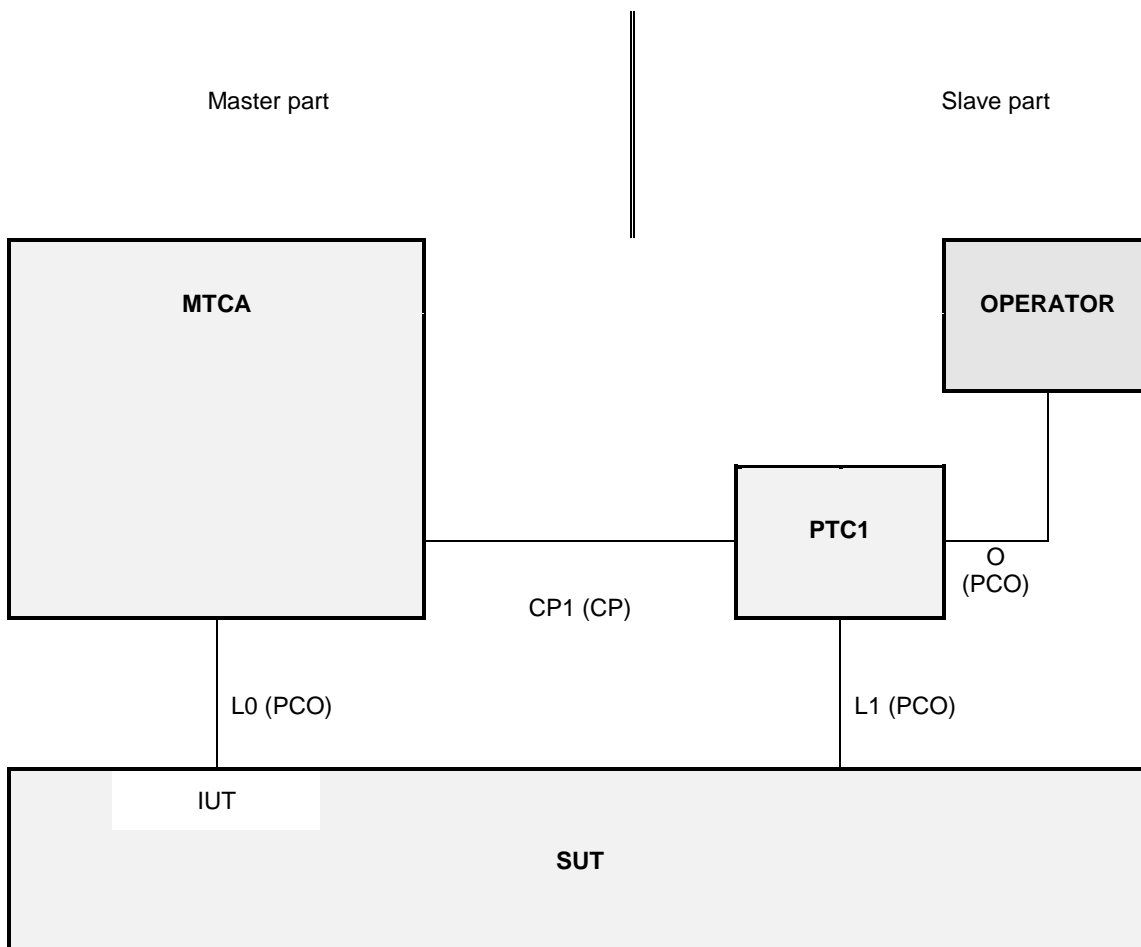 Master part
Slave part
MTCA
OPERATOR
PTC1
O
(PCO)
CP1 (CP)
L0 (PCO)
L1 (PCO)
IUT
SUT